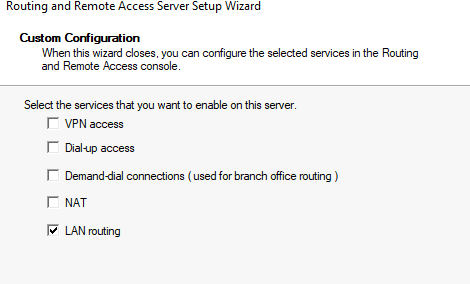 Routing and Remote Access Server Setup Wizard
Custom Configuration
When this wizard closes, you can configure the selected services in the Routing
and Remote Access console.
Select the services that you want to enable on this server.
VPN access
Dial-up access
Demand-dial connections ( used for branch office routing )
NAT
LAN routing